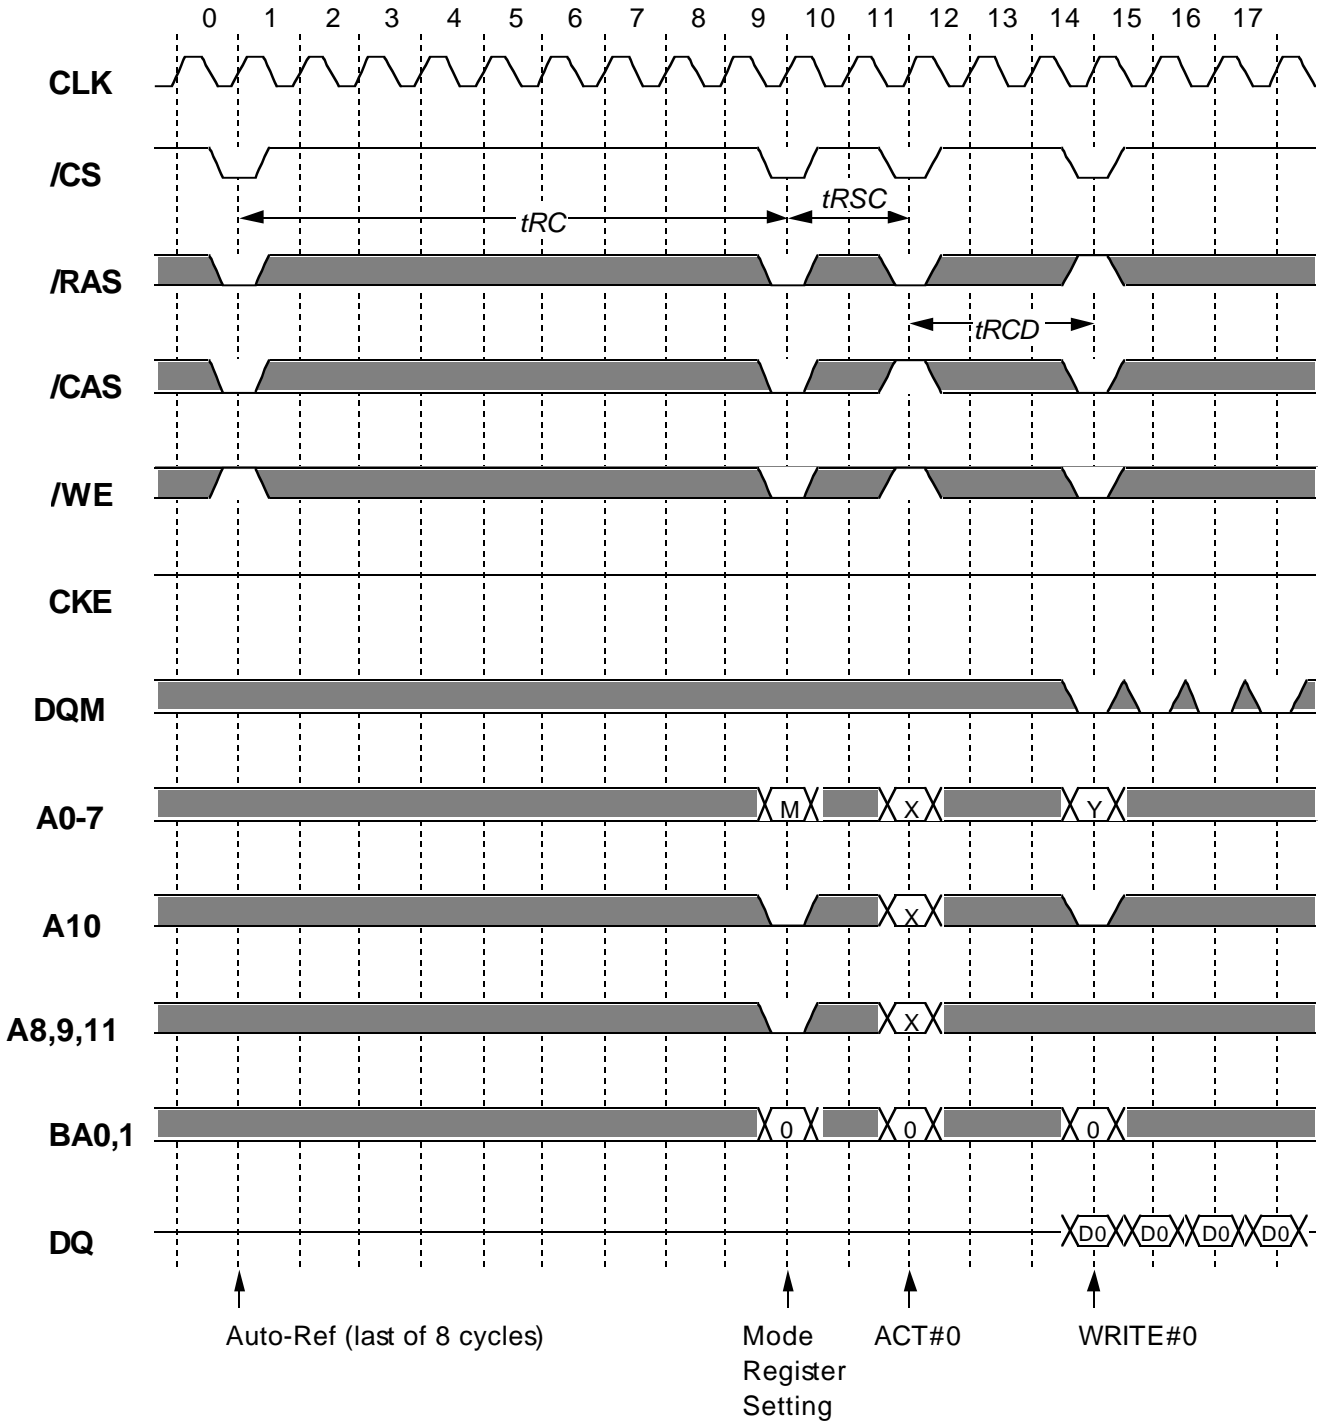 0 1 2 3 4 5 6 7 8 9 10 11 12 13 14 15 16 17
CLK
/CS
tRSC
tRC
/RAS
tRCD
/CAS
/WE
CKE
DQM
A0-7 M X Y
A10 X
A8,9,11 X
BA0,1 0 0 0
DQ D0 D0 D0 D0
Auto-Ref (last of 8 cycles) Mode ACT#0 WRITE#0
Register
Setting